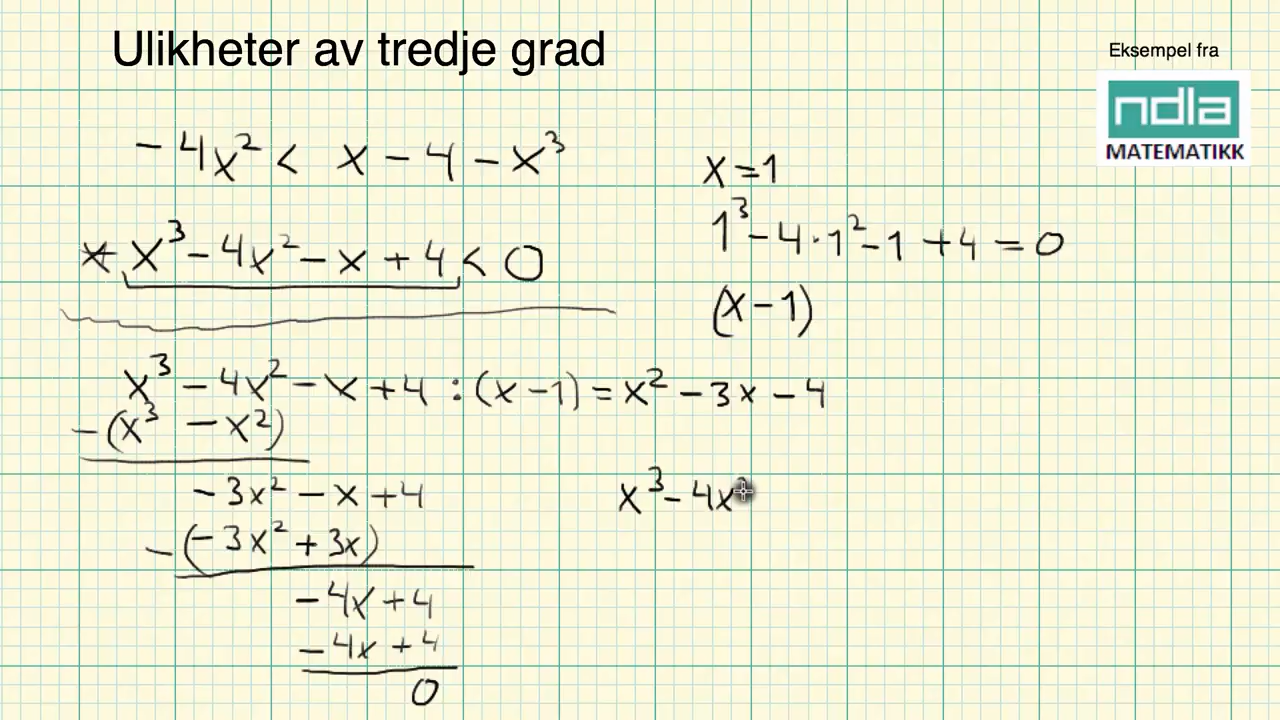 Ulikheter av tredje grad
Eksempel fra
ndla
MATEMATIKK
-4x² < x - 4 - x³
* x³ - 4x² - x + 4 < 0
x = 1
1³ - 4 · 1² - 1 + 4 = 0
(x - 1)
x³ - 4x² - x + 4 : (x - 1) = x² - 3x - 4
-(x³ - x²)
-3x² - x + 4
-(-3x² + 3x)
-4x + 4
-4x + 4
0
x³ - 4x²